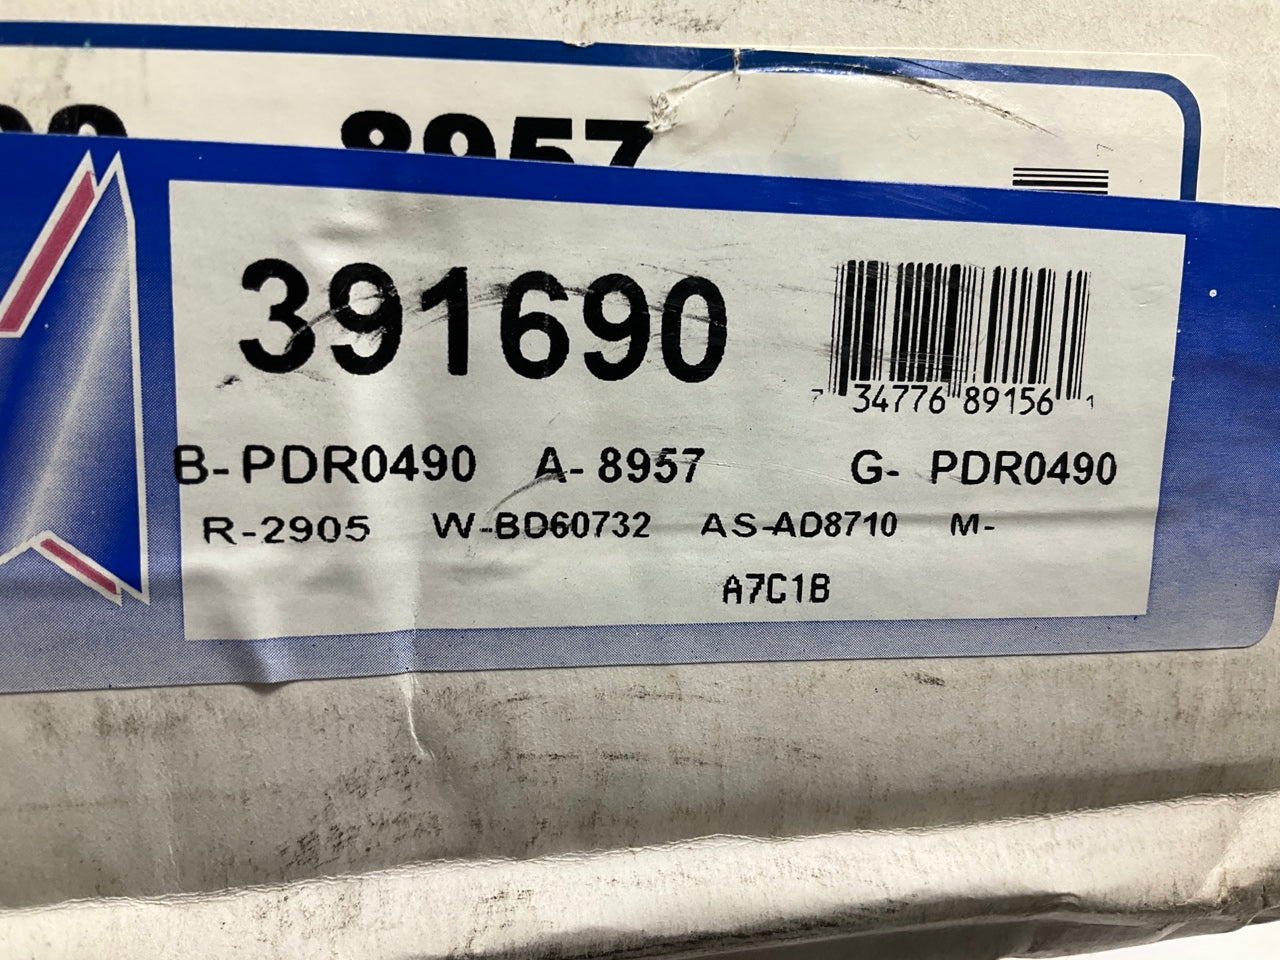 8957
391690
7 34776 89156 1
B-PDR0490 A-8957 G- PDR0490
R-2905 W-BD60732 AS-AD8710 M-
A7C1B